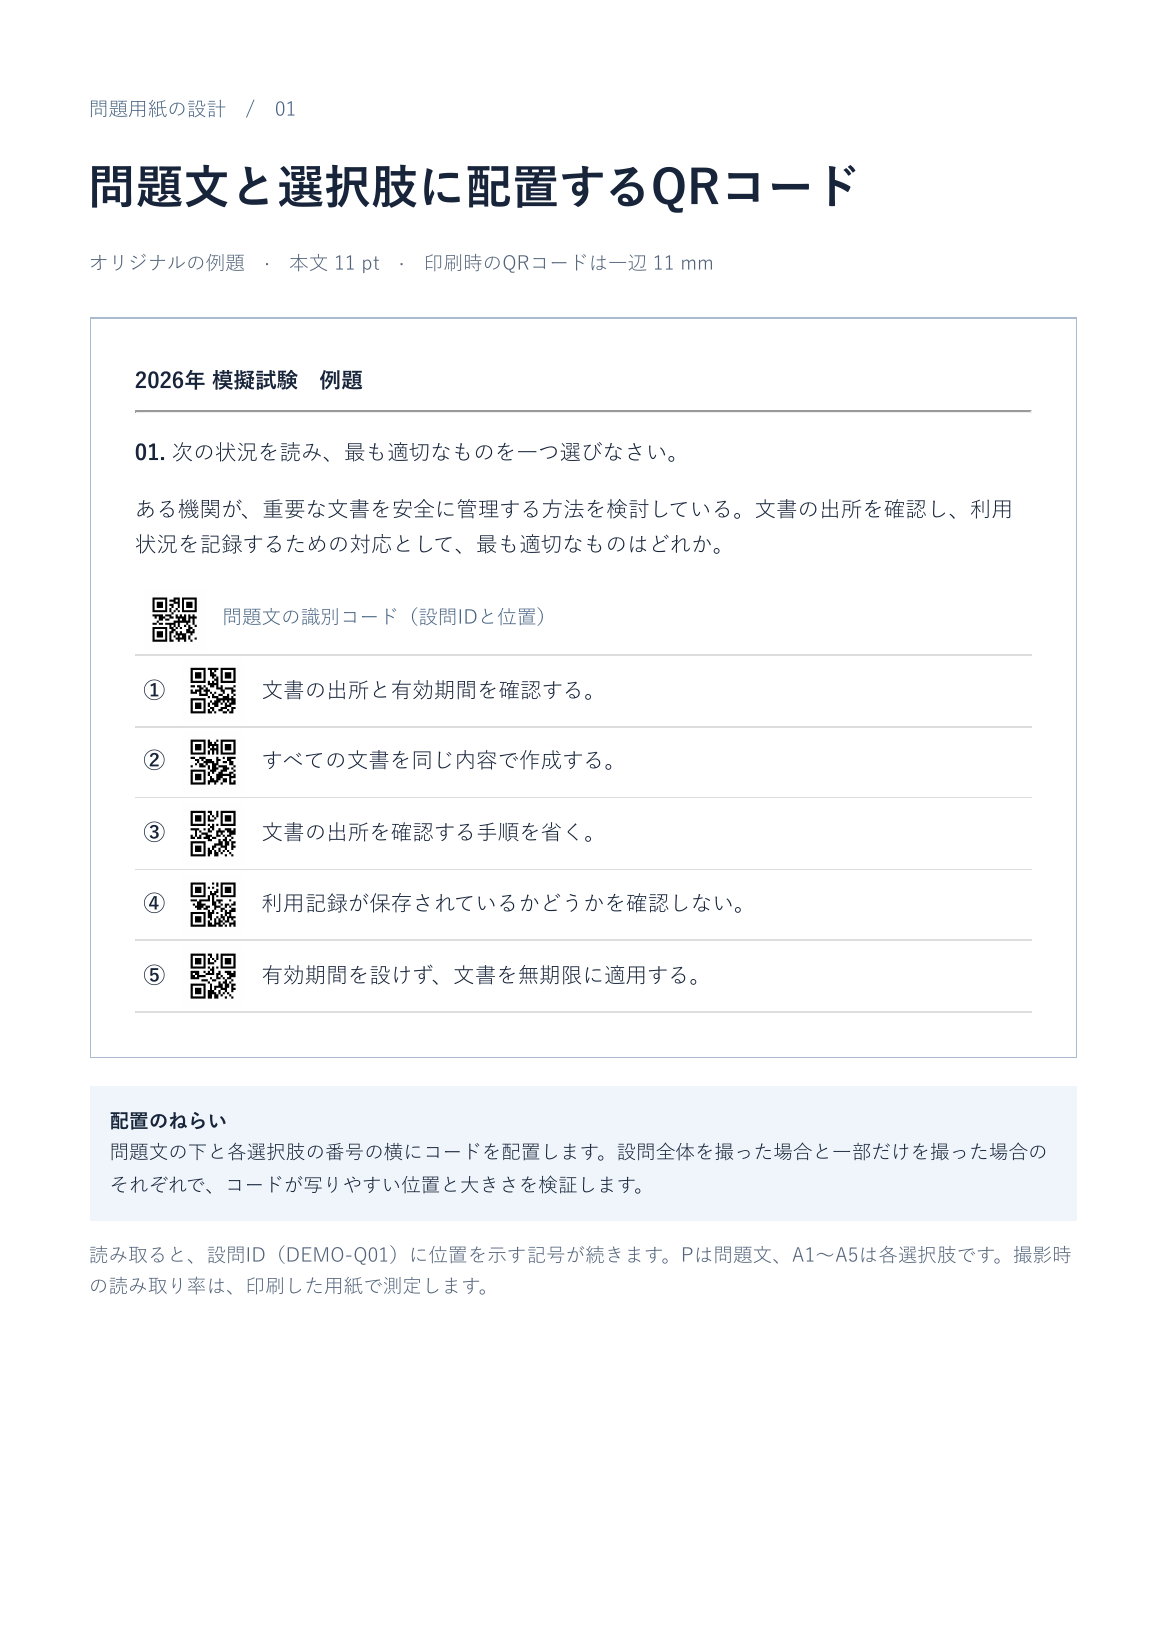 問題用紙の設計 / 01
問題文と選択肢に配置するQRコード
オリジナルの例題 · 本文 11 pt · 印刷時のQRコードは一辺 11 mm
2026年 模擬試験 例題
01. 次の状況を読み、最も適切なものを一つ選びなさい。
ある機関が、重要な文書を安全に管理する方法を検討している。文書の出所を確認し、利用
状況を記録するための対応として、最も適切なものはどれか。
問題文の識別コード（設問IDと位置）
① 文書の出所と有効期間を確認する。
② すべての文書を同じ内容で作成する。
③ 文書の出所を確認する手順を省く。
④ 利用記録が保存されているかどうかを確認しない。
⑤ 有効期間を設けず、文書を無期限に適用する。
配置のねらい
問題文の下と各選択肢の番号の横にコードを配置します。設問全体を撮った場合と一部だけを撮った場合の
それぞれで、コードが写りやすい位置と大きさを検証します。
読み取ると、設問ID（DEMO-Q01）に位置を示す記号が続きます。Pは問題文、A1〜A5は各選択肢です。撮影時
の読み取り率は、印刷した用紙で測定します。